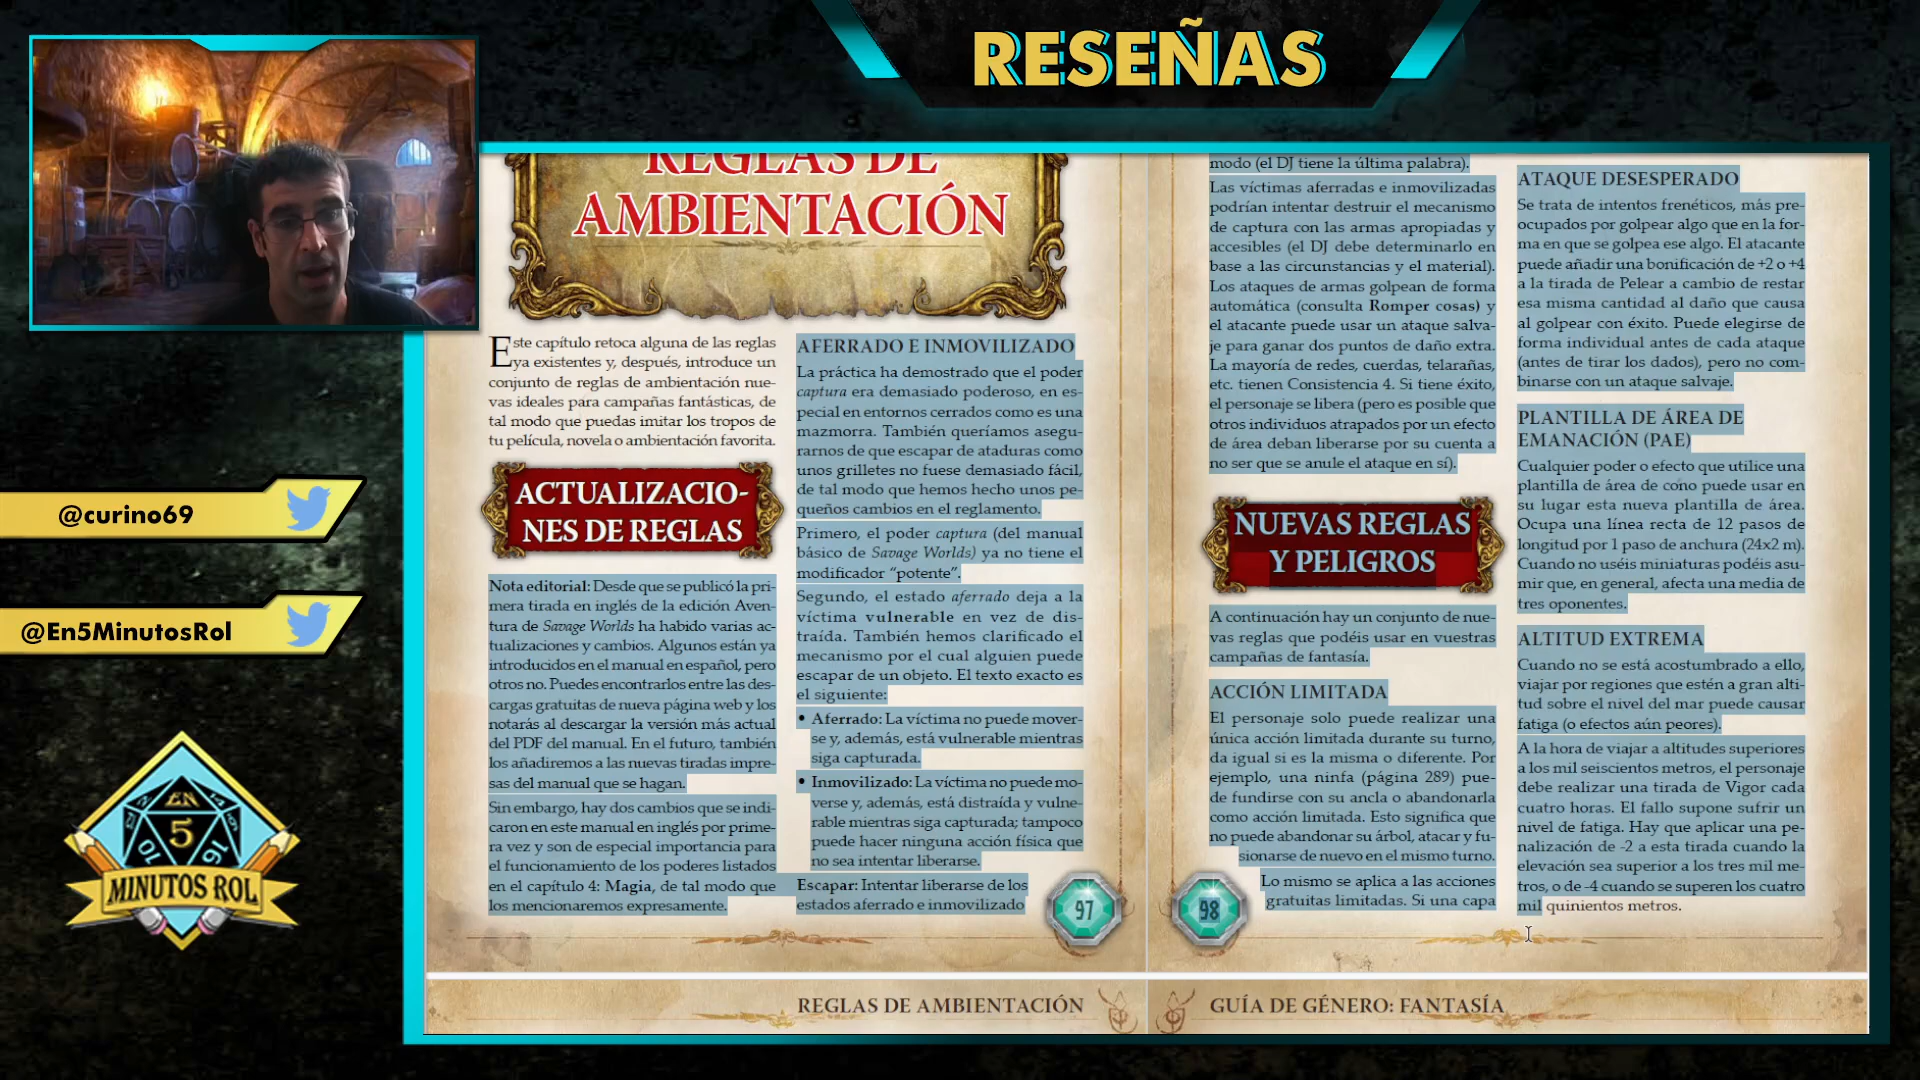 RESEÑAS
@curino69
@En5MinutosRol
EN
5
MINUTOS ROL
REGLAS DE
AMBIENTACIÓN
Este capítulo retoca alguna de las reglas
ya existentes y, después, introduce un
conjunto de reglas de ambientación nue-
vas ideales para campañas fantásticas, de
tal modo que puedas imitar los tropos de
tu película, novela o ambientación favorita.
ACTUALIZACIO-
NES DE REGLAS
Nota editorial: Desde que se publicó la pri-
mera tirada en inglés de la edición Aven-
tura de Savage Worlds ha habido varias ac-
tualizaciones y cambios. Algunos están ya
introducidos en el manual en español, pero
otros no. Puedes encontrarlos entre las des-
cargas gratuitas de nueva página web y los
notarás al descargar la versión más actual
del PDF del manual. En el futuro, también
los añadiremos a las nuevas tiradas impre-
sas del manual que se hagan.
Sin embargo, hay dos cambios que se indi-
caron en este manual en inglés por prime-
ra vez y son de especial importancia para
el funcionamiento de los poderes listados
en el capítulo 4: Magia, de tal modo que
los mencionaremos expresamente.
AFERRADO E INMOVILIZADO
La práctica ha demostrado que el poder
captura era demasiado poderoso, en es-
pecial en entornos cerrados como es una
mazmorra. También queríamos asegu-
rarnos de que escapar de ataduras como
unos grilletes no fuese demasiado fácil,
de tal modo que hemos hecho unos pe-
queños cambios en el reglamento.
Primero, el poder captura (del manual
básico de Savage Worlds) ya no tiene el
modificador “potente”.
Segundo, el estado aferrado deja a la
víctima vulnerable en vez de dis-
traída. También hemos clarificado el
mecanismo por el cual alguien puede
escapar de un objeto. El texto exacto es
el siguiente:
• Aferrado: La víctima no puede mover-
se y, además, está vulnerable mientras
siga capturada.
• Inmovilizado: La víctima no puede mo-
verse y, además, está distraída y vulne-
rable mientras siga capturada; tampoco
puede hacer ninguna acción física que
no sea intentar liberarse.
Escapar: Intentar liberarse de los
estados aferrado e inmovilizado
97
modo (el DJ tiene la última palabra).
Las víctimas aferradas e inmovilizadas
podrían intentar destruir el mecanismo
de captura con las armas apropiadas y
accesibles (el DJ debe determinarlo en
base a las circunstancias y el material).
Los ataques de armas golpean de forma
automática (consulta Romper cosas) y
el atacante puede usar un ataque salva-
je para ganar dos puntos de daño extra.
La mayoría de redes, cuerdas, telarañas,
etc. tienen Consistencia 4. Si tiene éxito,
el personaje se libera (pero es posible que
otros individuos atrapados por un efecto
de área deban liberarse por su cuenta a
no ser que se anule el ataque en sí).
NUEVAS REGLAS
Y PELIGROS
A continuación hay un conjunto de nue-
vas reglas que podéis usar en vuestras
campañas de fantasía.
ACCIÓN LIMITADA
El personaje solo puede realizar una
única acción limitada durante su turno,
da igual si es la misma o diferente. Por
ejemplo, una ninfa (página 289) pue-
de fundirse con su ancla o abandonarla
como acción limitada. Esto significa que
no puede abandonar su árbol, atacar y fu-
sionarse de nuevo en el mismo turno.
Lo mismo se aplica a las acciones
gratuitas limitadas. Si una capa
98
ATAQUE DESESPERADO
Se trata de intentos frenéticos, más pre-
ocupados por golpear algo que en la for-
ma en que se golpea ese algo. El atacante
puede añadir una bonificación de +2 o +4
a la tirada de Pelear a cambio de restar
esa misma cantidad al daño que causa
al golpear con éxito. Puede elegirse de
forma individual antes de cada ataque
(antes de tirar los dados), pero no com-
binarse con un ataque salvaje.
PLANTILLA DE ÁREA DE
EMANACIÓN (PAE)
Cualquier poder o efecto que utilice una
plantilla de área de cono puede usar en
su lugar esta nueva plantilla de área.
Ocupa una línea recta de 12 pasos de
longitud por 1 paso de anchura (24x2 m).
Cuando no uséis miniaturas podéis asu-
mir que, en general, afecta una media de
tres oponentes.
ALTITUD EXTREMA
Cuando no se está acostumbrado a ello,
viajar por regiones que estén a gran alti-
tud sobre el nivel del mar puede causar
fatiga (o efectos aún peores).
A la hora de viajar a altitudes superiores
a los mil seiscientos metros, el personaje
debe realizar una tirada de Vigor cada
cuatro horas. El fallo supone sufrir un
nivel de fatiga. Hay que aplicar una pe-
nalización de -2 a esta tirada cuando la
elevación sea superior a los tres mil me-
tros, o de -4 cuando se superen los cuatro
mil quinientos metros.
REGLAS DE AMBIENTACIÓN
GUÍA DE GÉNERO: FANTASÍA